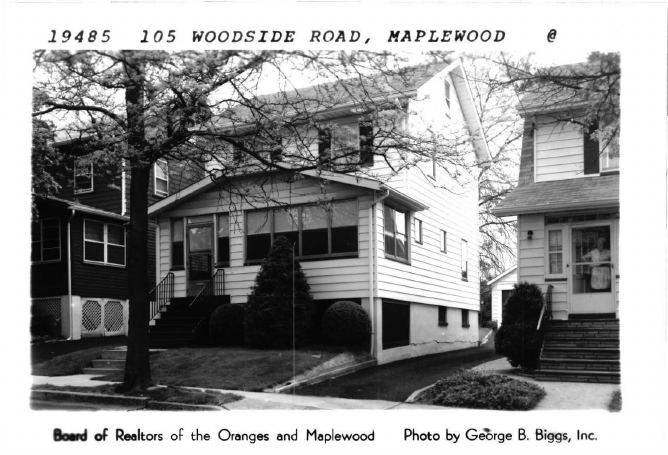 19485 105 WOODSIDE ROAD, MAPLEWOOD @
Board of Realtors of the Oranges and Maplewood Photo by George B. Biggs, Inc.